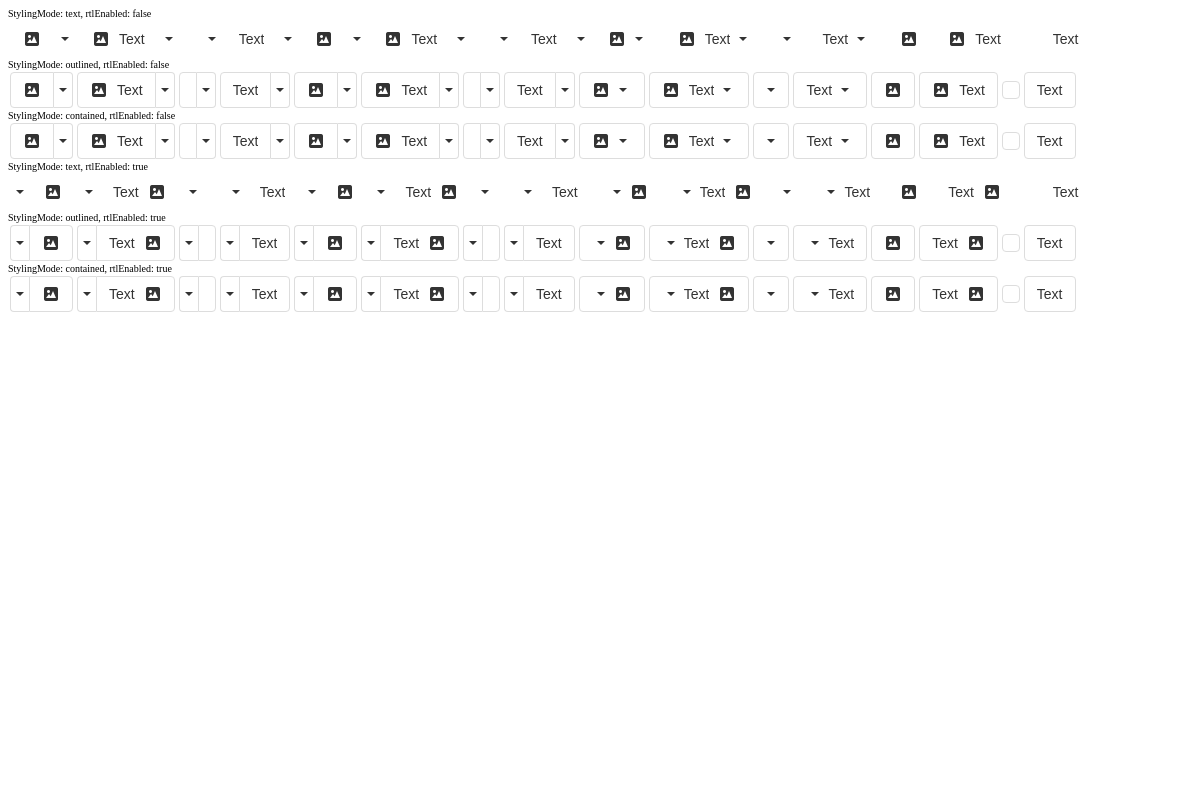 StylingMode: text, rtlEnabled: false
Text Text Text Text Text Text Text Text
StylingMode: outlined, rtlEnabled: false
Text Text Text Text Text Text Text Text
StylingMode: contained, rtlEnabled: false
Text Text Text Text Text Text Text Text
StylingMode: text, rtlEnabled: true
Text Text Text Text Text Text Text Text
StylingMode: outlined, rtlEnabled: true
Text Text Text Text Text Text Text Text
StylingMode: contained, rtlEnabled: true
Text Text Text Text Text Text Text Text